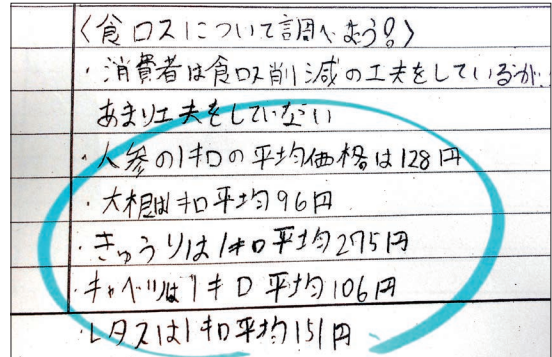 〈食ロスについて調べよう!〉
・消費者は食ロス削減の工夫をしているか
あまり工夫をしていない
・人参の1キロの平均価格は128円
・大根は1キロ平均96円
・きゅうりは1キロ平均275円
・キャベツは1キロ平均106円
・レタスは1キロ平均151円